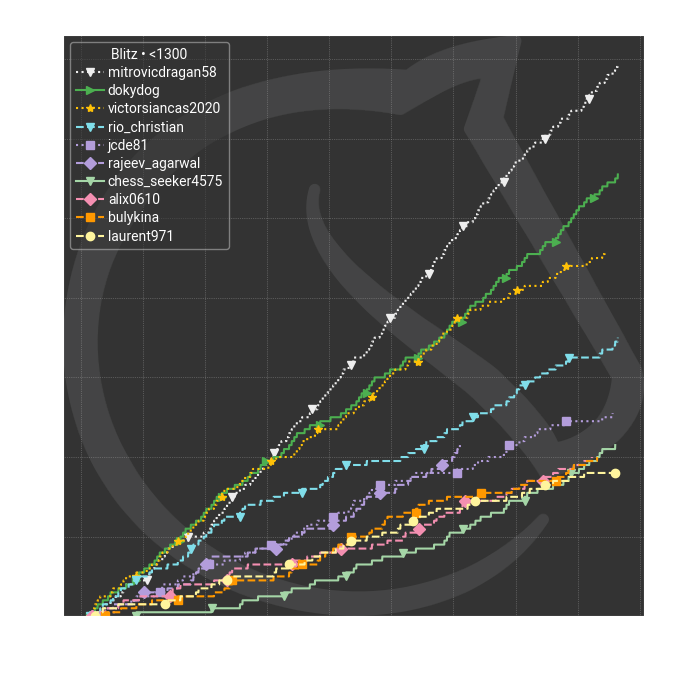 Blitz • <1300
mitrovicdragan58
dokydog
victorsiancas2020
rio_christian
jcde81
rajeev_agarwal
chess_seeker4575
alix0610
bulykina
laurent971